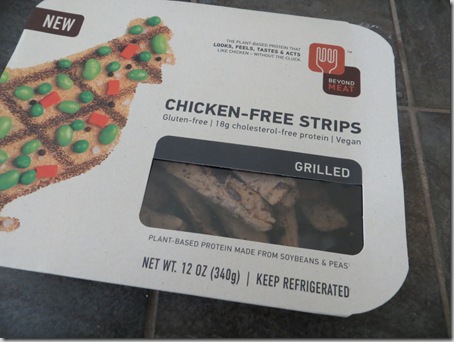 NEW
THE PLANT-BASED PROTEIN THAT
LOOKS, FEELS, TASTES & ACTS
LIKE CHICKEN - WITHOUT THE CLUCK.
BEYOND
MEAT
TM
CHICKEN-FREE STRIPS
Gluten-free | 18g cholesterol-free protein | Vegan
GRILLED
PLANT-BASED PROTEIN MADE FROM SOYBEANS & PEAS
NET WT. 12 OZ (340g) | KEEP REFRIGERATED